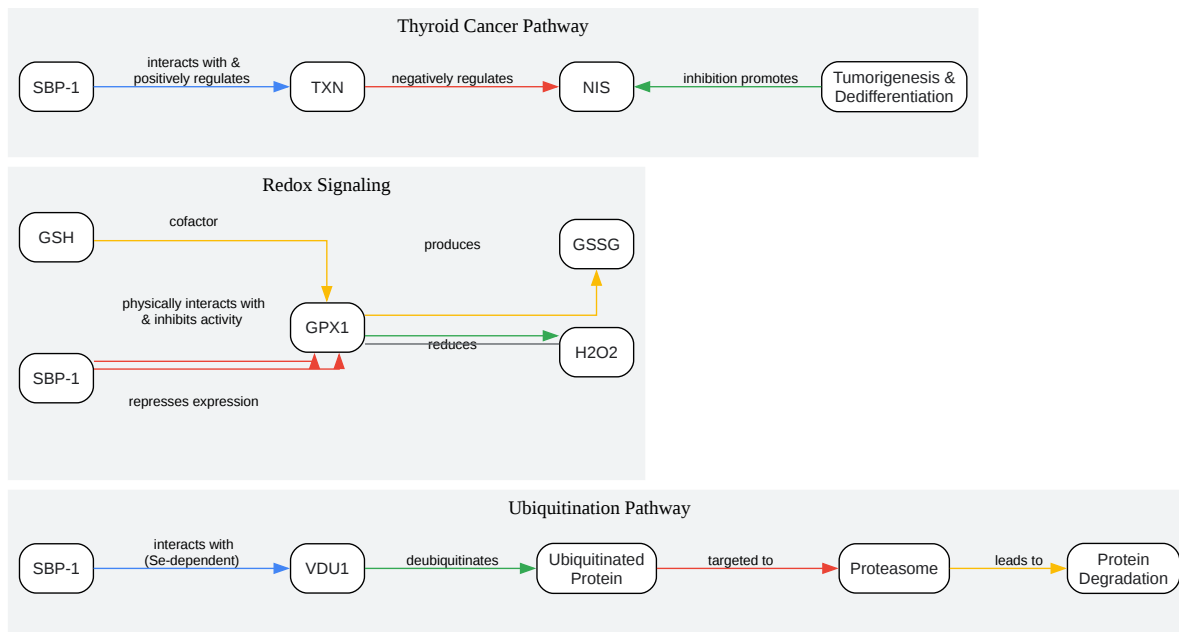 Thyroid Cancer Pathway
SBP-1
interacts with &
positively regulates
TXN
negatively regulates
NIS
inhibition promotes
Tumorigenesis &
Dedifferentiation
Redox Signaling
GSH
cofactor
produces
GSSG
physically interacts with
& inhibits activity
GPX1
reduces
H2O2
SBP-1
represses expression
Ubiquitination Pathway
SBP-1
interacts with
(Se-dependent)
VDU1
deubiquitinates
Ubiquitinated
Protein
targeted to
Proteasome
leads to
Protein
Degradation